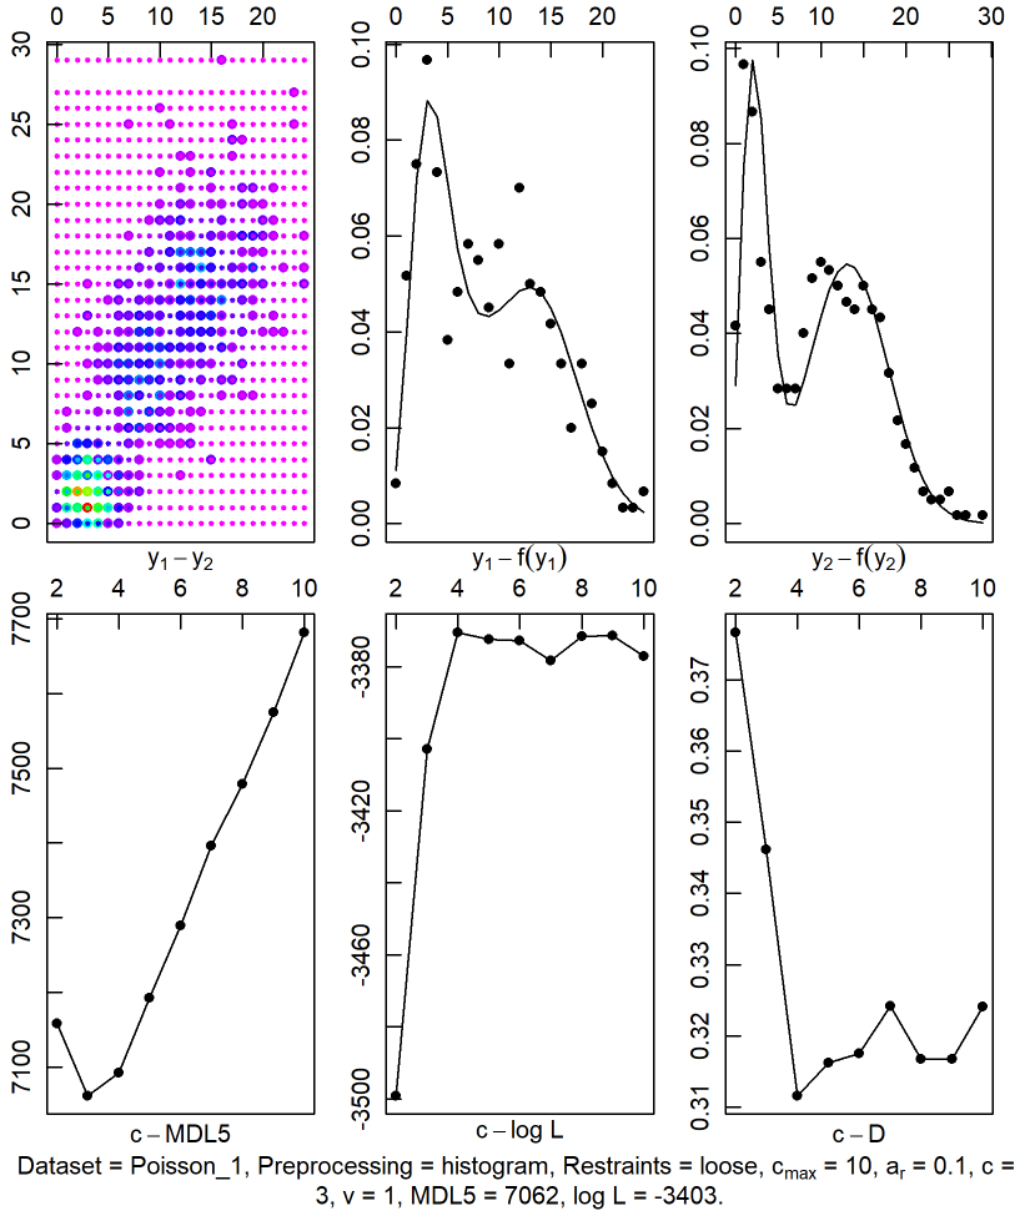 0 5 10 15 20
0 5 10 15 20
0 5 10 15 20 25 30
30
25
20
15
10
5
0
0.10
0.08
0.06
0.04
0.02
0.00
0.10
0.08
0.06
0.04
0.02
0.00
y₁ − y₂
y₁ − f(y₁)
y₂ − f(y₂)
2 4 6 8 10
2 4 6 8 10
2 4 6 8 10
7700
7500
7300
7100
-3380
-3420
-3460
-3500
0.37
0.36
0.35
0.34
0.33
0.32
0.31
c − MDL5
c − log L
c − D
Dataset = Poisson_1, Preprocessing = histogram, Restraints = loose, cₘₐₓ = 10, aᵣ = 0.1, c =
3, v = 1, MDL5 = 7062, log L = -3403.